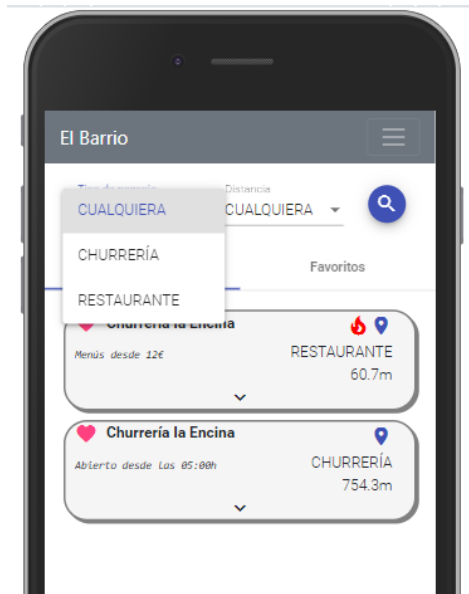 El Barrio
Distancia
CUALQUIERA
CUALQUIERA
CHURRERÍA
RESTAURANTE
Favoritos
Churrería la Encina
Menús desde 12€
RESTAURANTE
60.7m
Churrería la Encina
Abierto desde las 05:00h
CHURRERÍA
754.3m